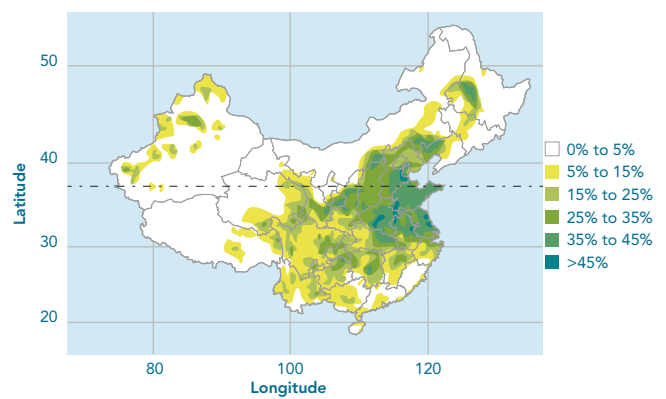 50
40
30
20
Latitude
80
100
120
Longitude
0% to 5%
5% to 15%
15% to 25%
25% to 35%
35% to 45%
>45%